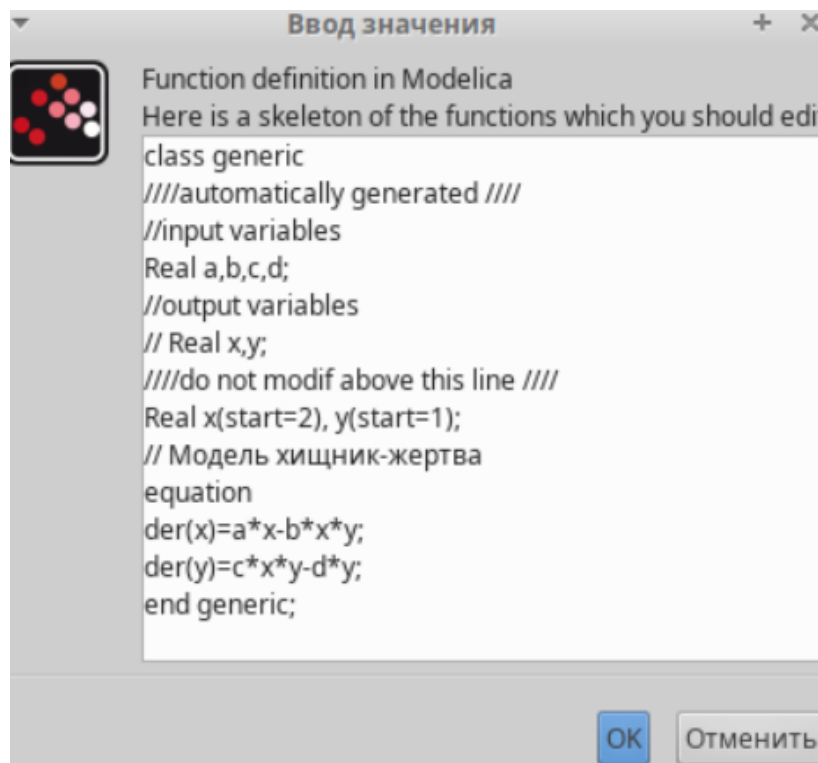 Ввод значения
Function definition in Modelica
Here is a skeleton of the functions which you should edi
class generic
////automatically generated ////
//input variables
Real a,b,c,d;
//output variables
// Real x,y;
////do not modif above this line ////
Real x(start=2), y(start=1);
// Модель хищник-жертва
equation
der(x)=a*x-b*x*y;
der(y)=c*x*y-d*y;
end generic;
OK Отменить